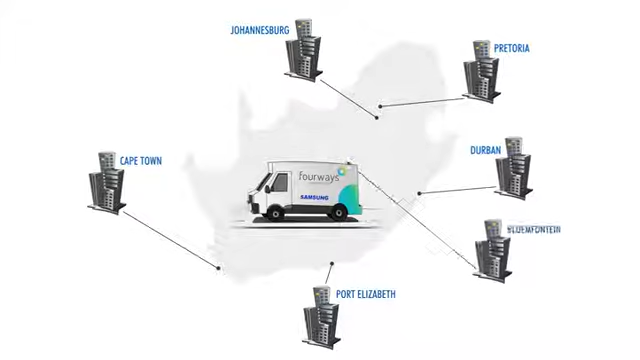 JOHANNESBURG
PRETORIA
DURBAN
CAPE TOWN
fourways
SAMSUNG
BLOEMFONTEIN
PORT ELIZABETH